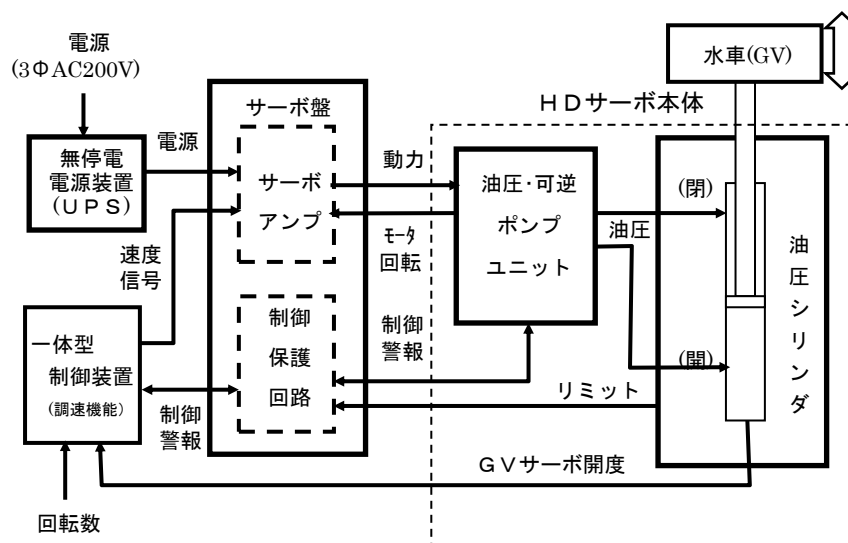 電源
(3ΦAC200V)
水車(GV)
サーボ盤
HDサーボ本体
無停電
電源装置
(UPS)
電源
サーボ
アンプ
動力
油圧・可逆
ポンプ
ユニット
(閉)
油圧
ﾓｰﾀ
回転
速度
信号
油圧シリンダ
一体型
制御装置
(調速機能)
制御
保護
回路
制御
警報
(開)
制御
警報
リミット
GVサーボ開度
回転数